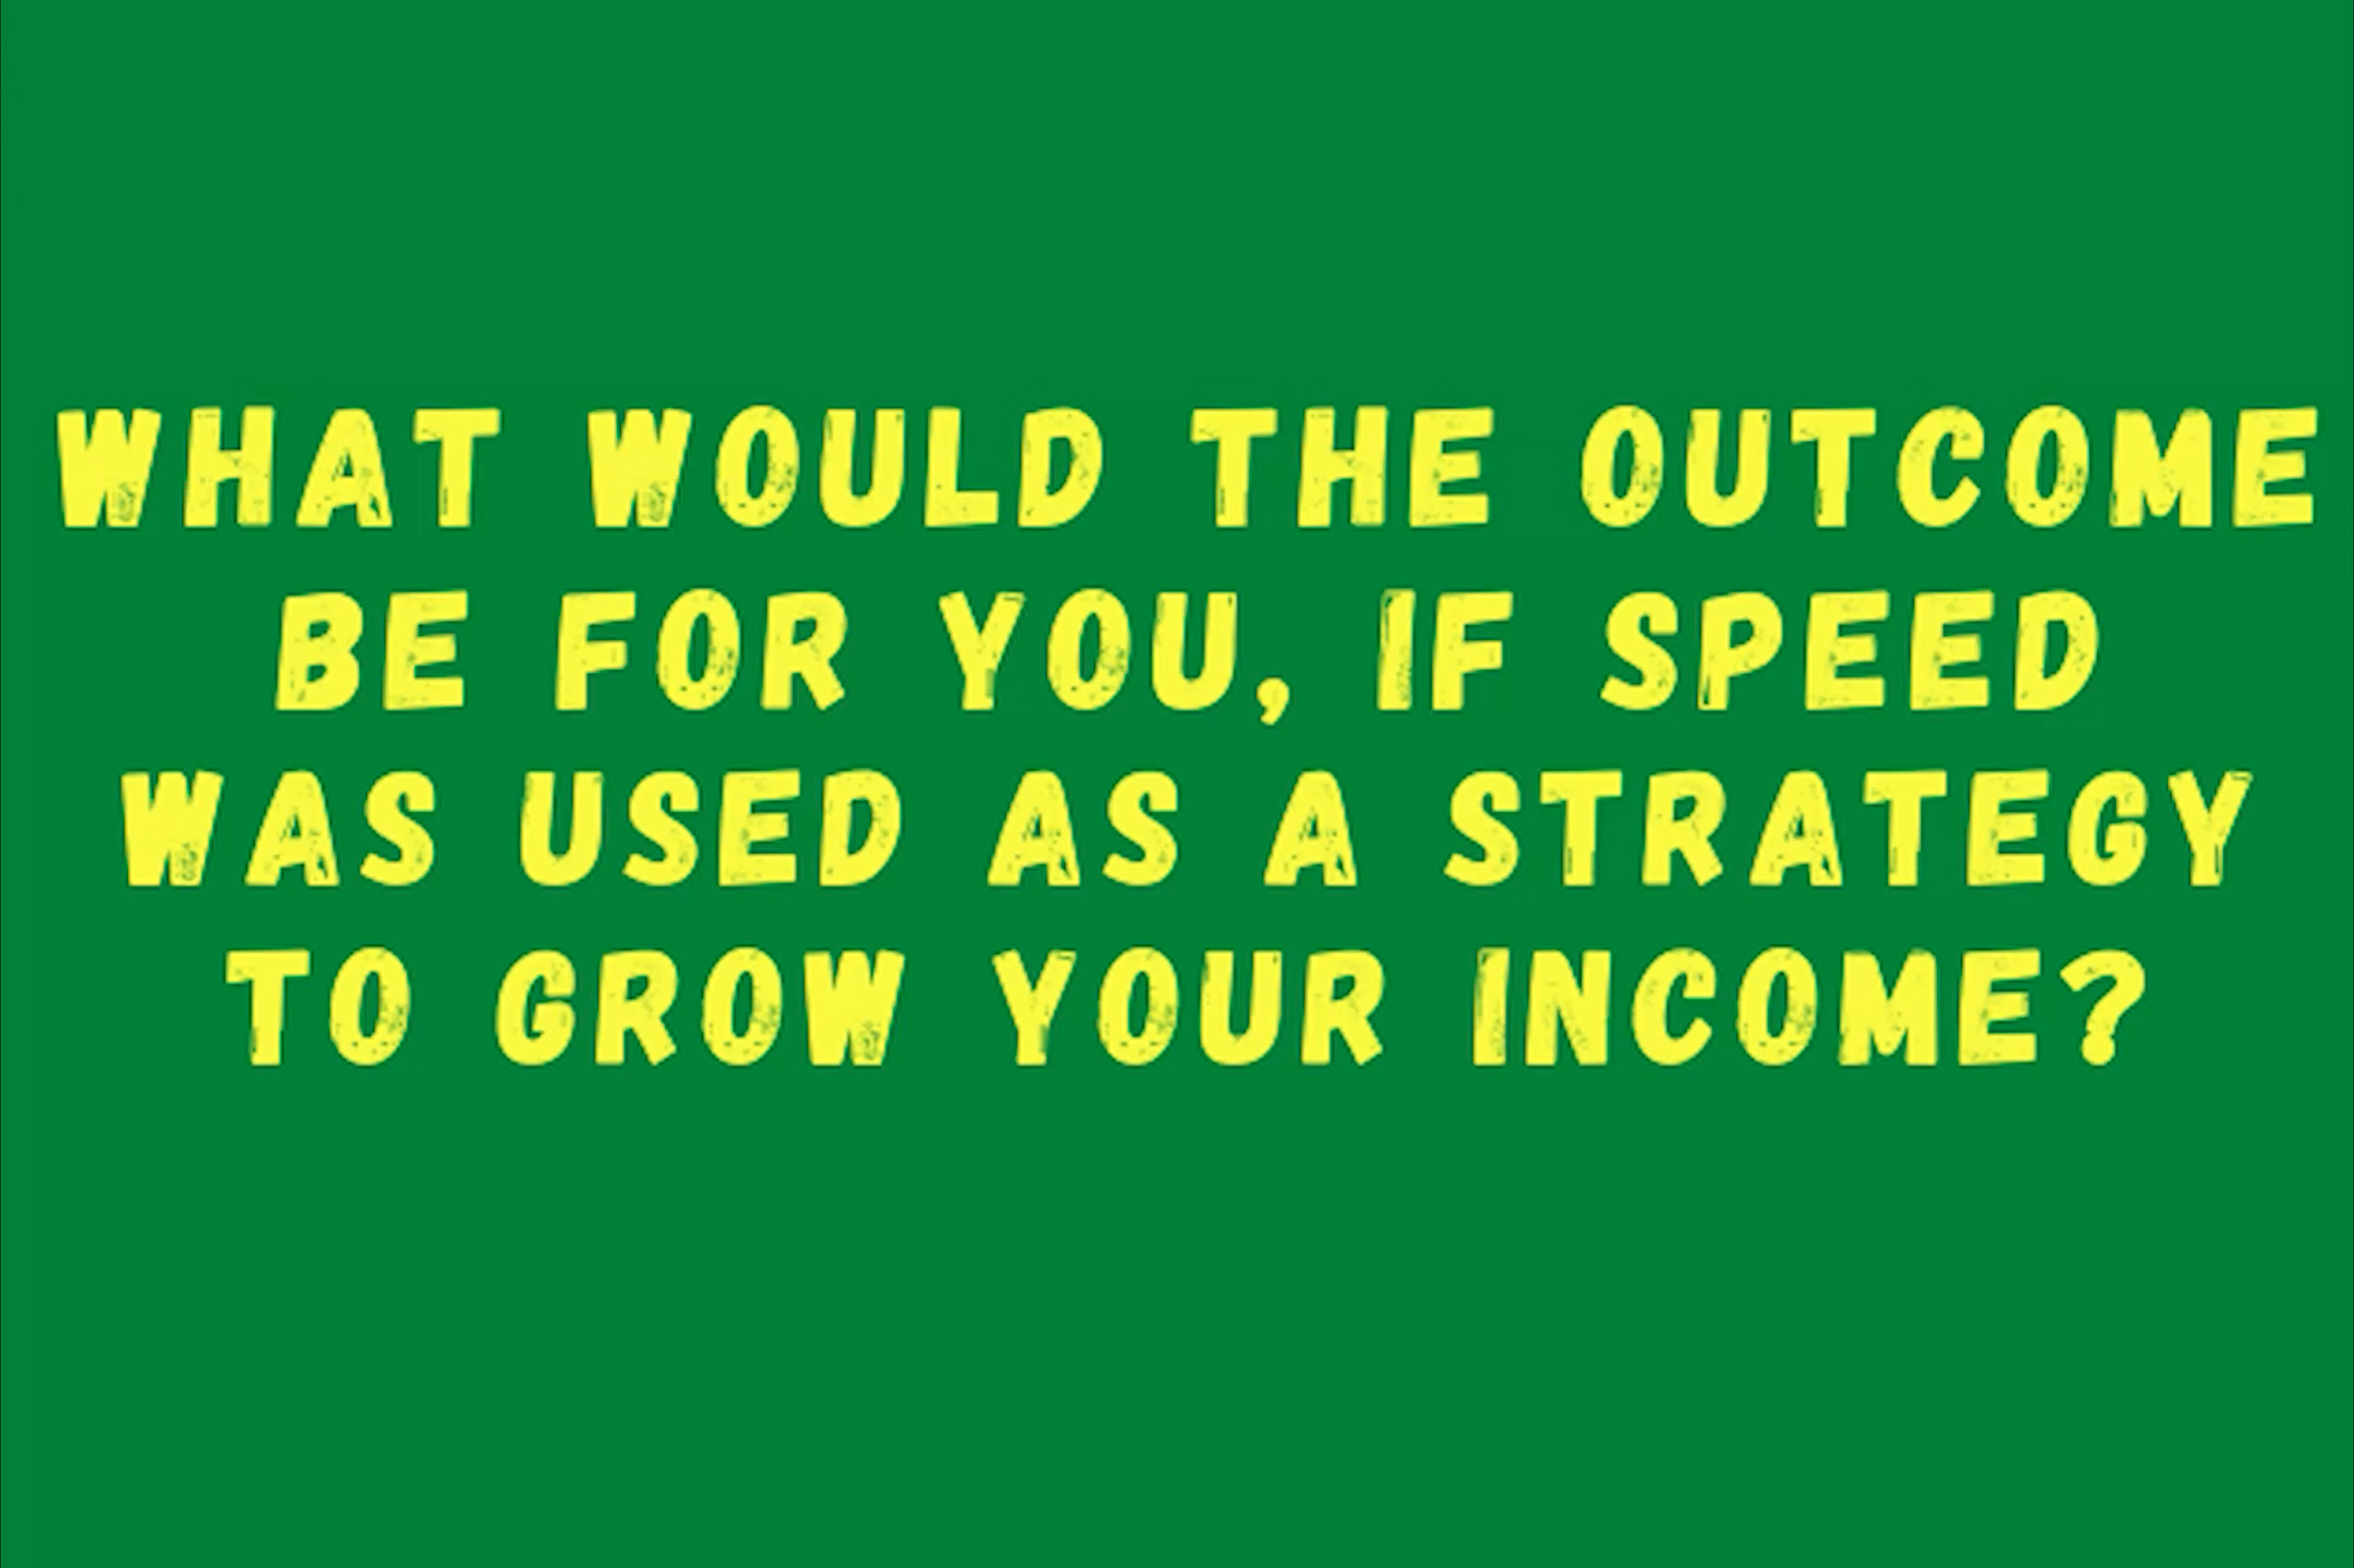 WHAT WOULD THE OUTCOME
BE FOR YOU, IF SPEED
WAS USED AS A STRATEGY
TO GROW YOUR INCOME?